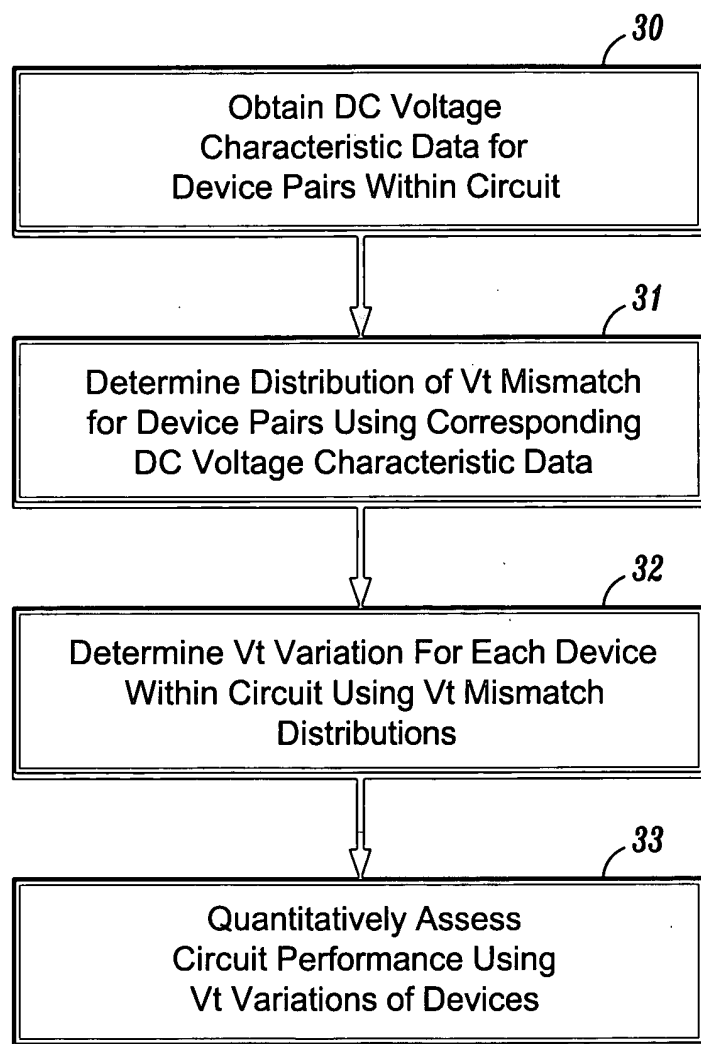 30
Obtain DC Voltage
Characteristic Data for
Device Pairs Within Circuit
31
Determine Distribution of Vt Mismatch
for Device Pairs Using Corresponding
DC Voltage Characteristic Data
32
Determine Vt Variation For Each Device
Within Circuit Using Vt Mismatch
Distributions
33
Quantitatively Assess
Circuit Performance Using
Vt Variations of Devices